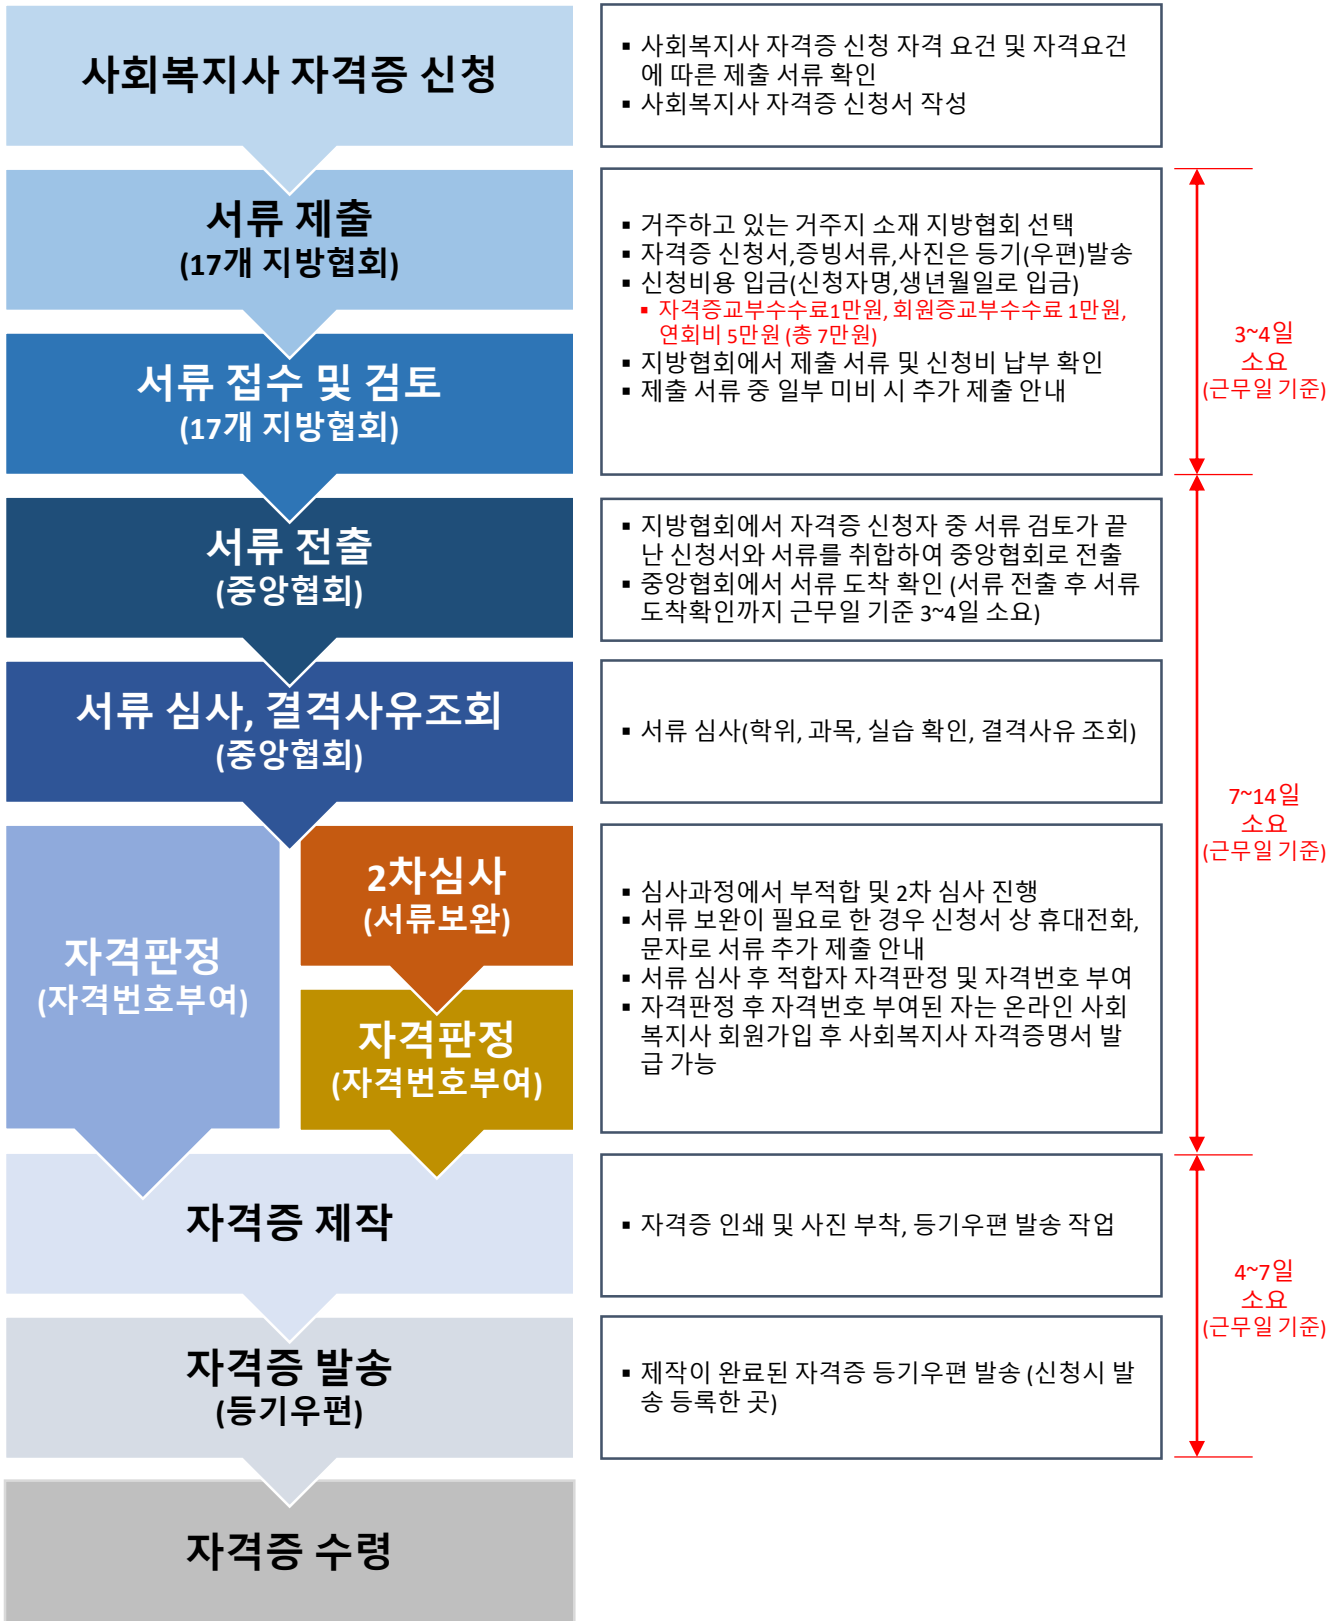 사회복지사 자격증 신청
▪ 사회복지사 자격증 신청 자격 요건 및 자격요건
에 따른 제출 서류 확인
▪ 사회복지사 자격증 신청서 작성
서류 제출
(17개 지방협회)
서류 접수 및 검토
(17개 지방협회)
▪ 거주하고 있는 거주지 소재 지방협회 선택
▪ 자격증 신청서,증빙서류,사진은 등기(우편)발송
▪ 신청비용 입금(신청자명,생년월일로 입금)
▪ 자격증교부수수료1만원, 회원증교부수수료 1만원,
연회비 5만원 (총 7만원)
▪ 지방협회에서 제출 서류 및 신청비 납부 확인
▪ 제출 서류 중 일부 미비 시 추가 제출 안내
3~4일
소요
(근무일 기준)
서류 전출
(중앙협회)
▪ 지방협회에서 자격증 신청자 중 서류 검토가 끝
난 신청서와 서류를 취합하여 중앙협회로 전출
▪ 중앙협회에서 서류 도착 확인 (서류 전출 후 서류
도착확인까지 근무일 기준 3~4일 소요)
서류 심사, 결격사유조회
(중앙협회)
▪ 서류 심사(학위, 과목, 실습 확인, 결격사유 조회)
자격판정
(자격번호부여)
2차심사
(서류보완)
자격판정
(자격번호부여)
▪ 심사과정에서 부적합 및 2차 심사 진행
▪ 서류 보완이 필요로 한 경우 신청서 상 휴대전화,
문자로 서류 추가 제출 안내
▪ 서류 심사 후 적합자 자격판정 및 자격번호 부여
▪ 자격판정 후 자격번호 부여된 자는 온라인 사회
복지사 회원가입 후 사회복지사 자격증명서 발
급 가능
7~14일
소요
(근무일 기준)
자격증 제작
▪ 자격증 인쇄 및 사진 부착, 등기우편 발송 작업
자격증 발송
(등기우편)
▪ 제작이 완료된 자격증 등기우편 발송 (신청시 발
송 등록한 곳)
4~7일
소요
(근무일 기준)
자격증 수령